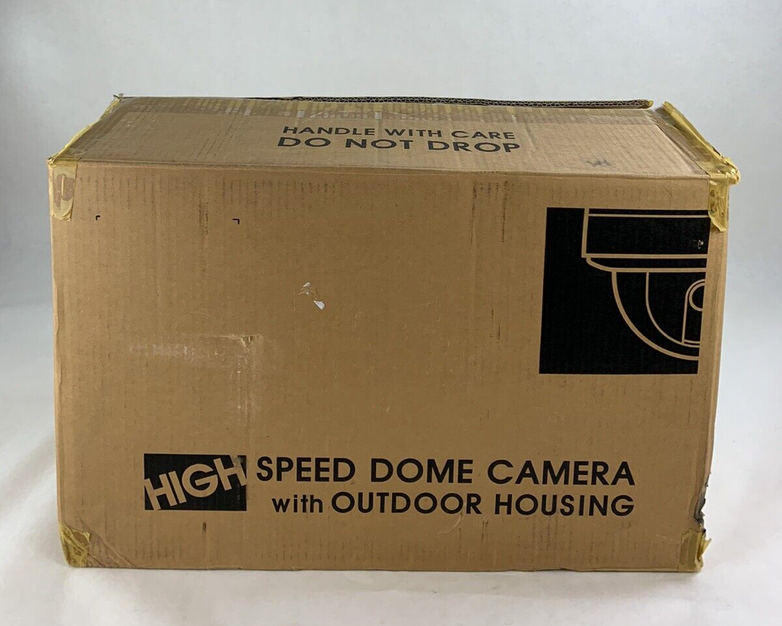 HANDLE WITH CARE
DO NOT DROP
HIGH SPEED DOME CAMERA
with OUTDOOR HOUSING